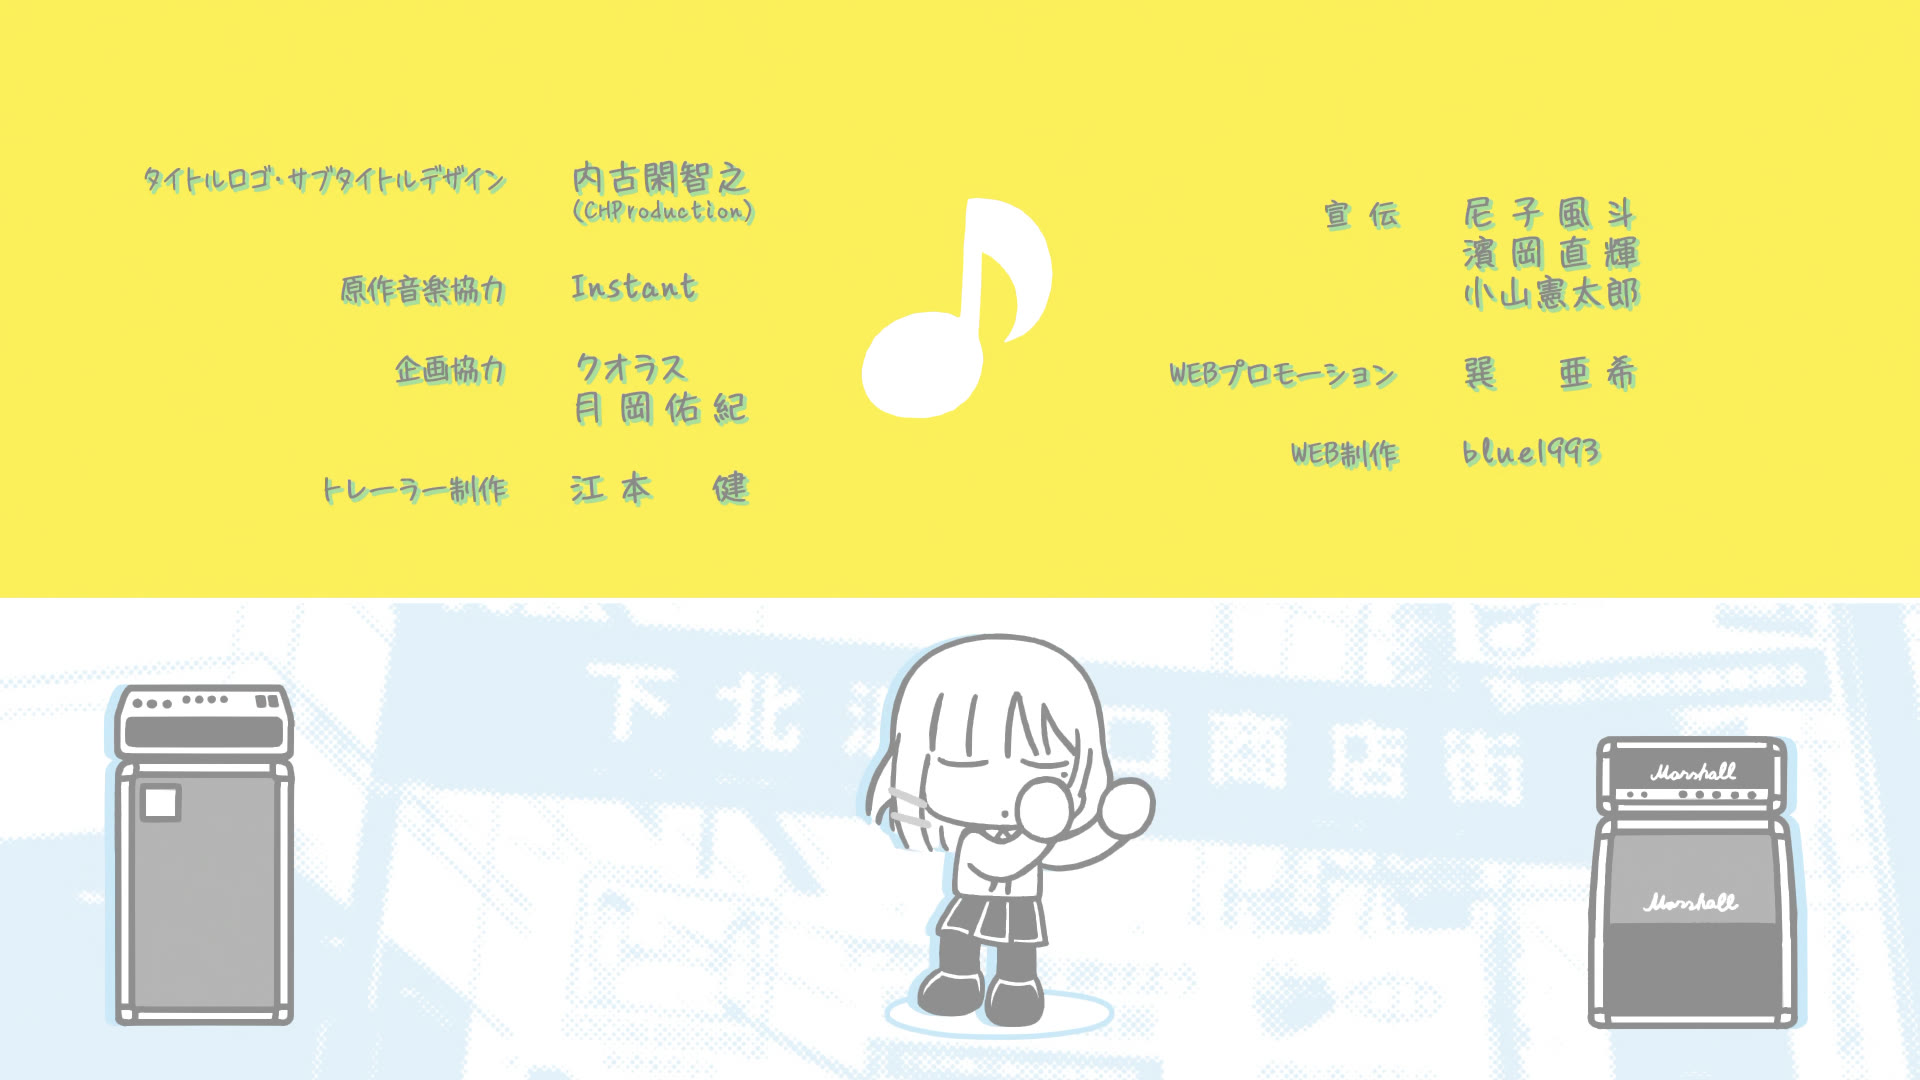 タイトルロゴ・サブタイトルデザイン 内古閑智之
(CHProduction)
原作音楽協力 Instant
企画協力 クオラス
月岡佑紀
トレーラー制作 江本 健
宣伝 尼子風斗
濱岡直輝
小山憲太郎
WEBプロモーション 巽 亜希
WEB制作 blue1993
下北
口商店街
Marshall
Marshall